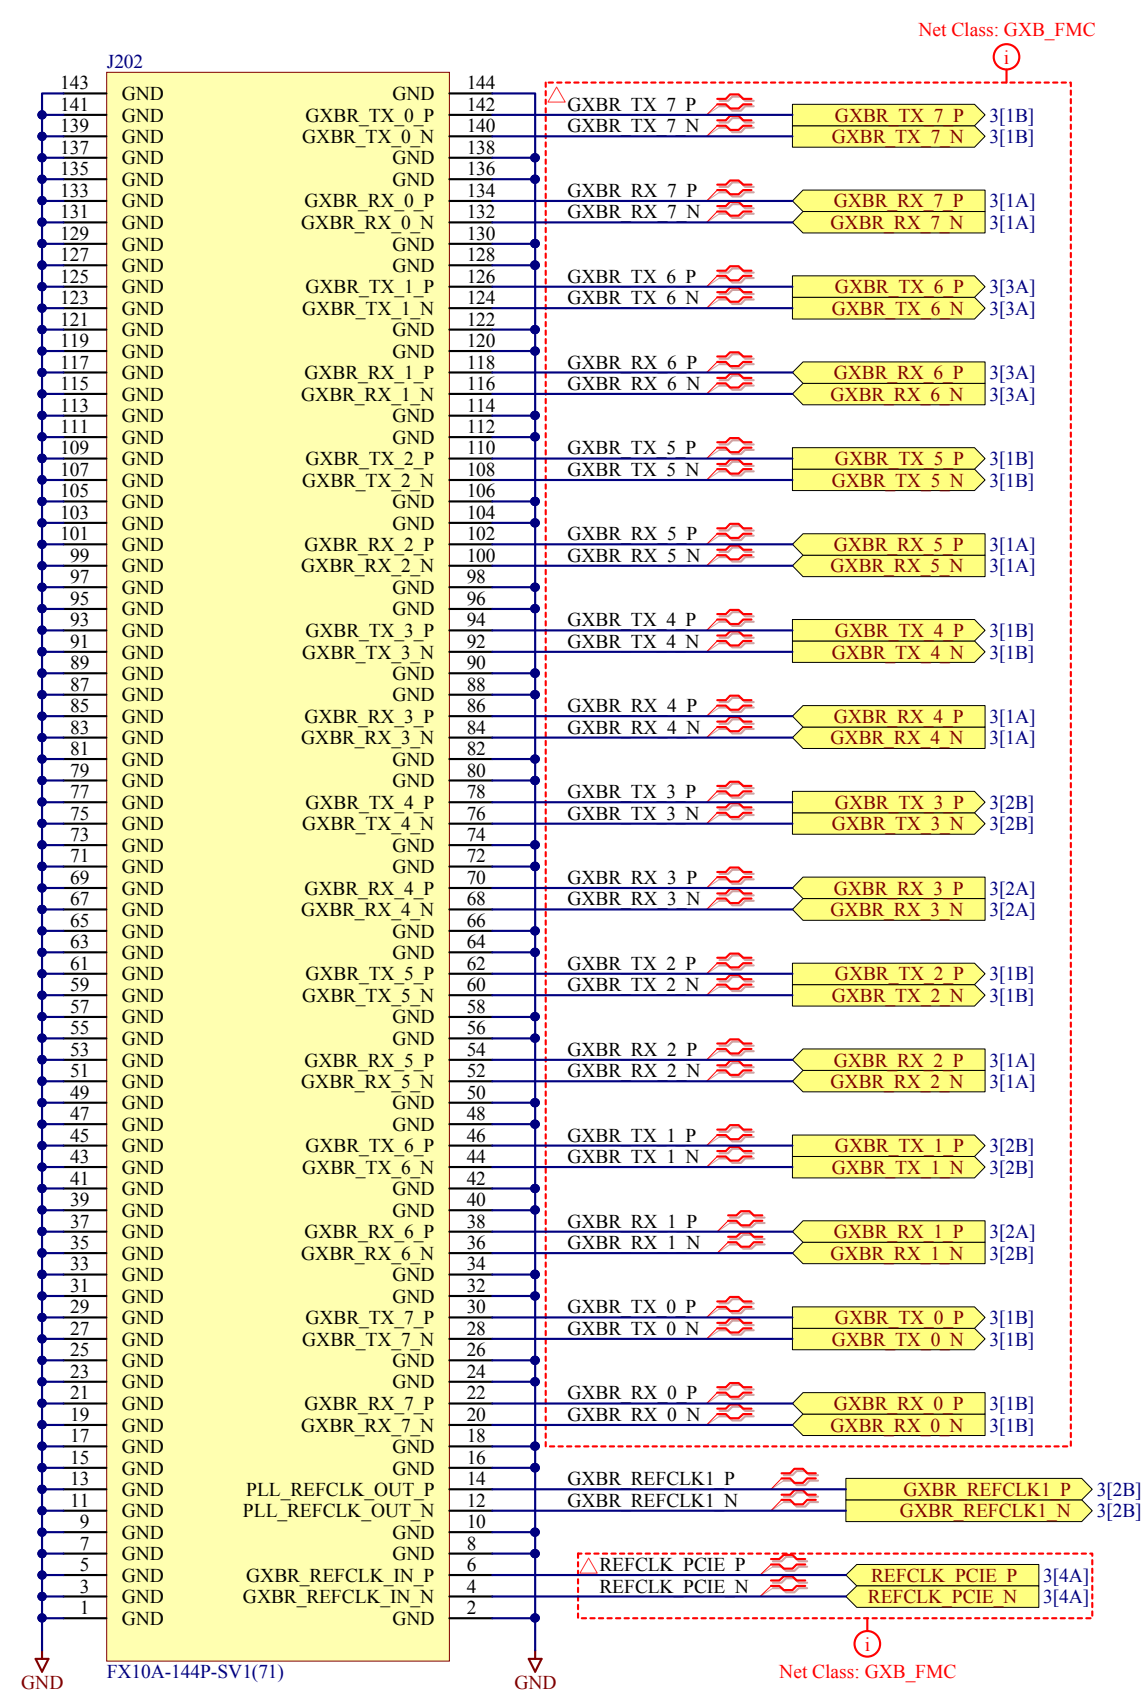 Net Class: GXB_FMC
i
J202
143 GND GND 144
141 GND GXBR_TX_0_P 142 GXBR_TX_7_P GXBR_TX_7_P 3[1B]
139 GND GXBR_TX_0_N 140 GXBR_TX_7_N GXBR_TX_7_N 3[1B]
137 GND GND 138
135 GND GND 136
133 GND GXBR_RX_0_P 134 GXBR_RX_7_P GXBR_RX_7_P 3[1A]
131 GND GXBR_RX_0_N 132 GXBR_RX_7_N GXBR_RX_7_N 3[1A]
129 GND GND 130
127 GND GND 128
125 GND GXBR_TX_1_P 126 GXBR_TX_6_P GXBR_TX_6_P 3[3A]
123 GND GXBR_TX_1_N 124 GXBR_TX_6_N GXBR_TX_6_N 3[3A]
121 GND GND 122
119 GND GND 120
117 GND GXBR_RX_1_P 118 GXBR_RX_6_P GXBR_RX_6_P 3[3A]
115 GND GXBR_RX_1_N 116 GXBR_RX_6_N GXBR_RX_6_N 3[3A]
113 GND GND 114
111 GND GND 112
109 GND GXBR_TX_2_P 110 GXBR_TX_5_P GXBR_TX_5_P 3[1B]
107 GND GXBR_TX_2_N 108 GXBR_TX_5_N GXBR_TX_5_N 3[1B]
105 GND GND 106
103 GND GND 104
101 GND GXBR_RX_2_P 102 GXBR_RX_5_P GXBR_RX_5_P 3[1A]
99 GND GXBR_RX_2_N 100 GXBR_RX_5_N GXBR_RX_5_N 3[1A]
97 GND GND 98
95 GND GND 96
93 GND GXBR_TX_3_P 94 GXBR_TX_4_P GXBR_TX_4_P 3[1B]
91 GND GXBR_TX_3_N 92 GXBR_TX_4_N GXBR_TX_4_N 3[1B]
89 GND GND 90
87 GND GND 88
85 GND GXBR_RX_3_P 86 GXBR_RX_4_P GXBR_RX_4_P 3[1A]
83 GND GXBR_RX_3_N 84 GXBR_RX_4_N GXBR_RX_4_N 3[1A]
81 GND GND 82
79 GND GND 80
77 GND GXBR_TX_4_P 78 GXBR_TX_3_P GXBR_TX_3_P 3[2B]
75 GND GXBR_TX_4_N 76 GXBR_TX_3_N GXBR_TX_3_N 3[2B]
73 GND GND 74
71 GND GND 72
69 GND GXBR_RX_4_P 70 GXBR_RX_3_P GXBR_RX_3_P 3[2A]
67 GND GXBR_RX_4_N 68 GXBR_RX_3_N GXBR_RX_3_N 3[2A]
65 GND GND 66
63 GND GND 64
61 GND GXBR_TX_5_P 62 GXBR_TX_2_P GXBR_TX_2_P 3[1B]
59 GND GXBR_TX_5_N 60 GXBR_TX_2_N GXBR_TX_2_N 3[1B]
57 GND GND 58
55 GND GND 56
53 GND GXBR_RX_5_P 54 GXBR_RX_2_P GXBR_RX_2_P 3[1A]
51 GND GXBR_RX_5_N 52 GXBR_RX_2_N GXBR_RX_2_N 3[1A]
49 GND GND 50
47 GND GND 48
45 GND GXBR_TX_6_P 46 GXBR_TX_1_P GXBR_TX_1_P 3[2B]
43 GND GXBR_TX_6_N 44 GXBR_TX_1_N GXBR_TX_1_N 3[2B]
41 GND GND 42
39 GND GND 40
37 GND GXBR_RX_6_P 38 GXBR_RX_1_P GXBR_RX_1_P 3[2A]
35 GND GXBR_RX_6_N 36 GXBR_RX_1_N GXBR_RX_1_N 3[2B]
33 GND GND 34
31 GND GND 32
29 GND GXBR_TX_7_P 30 GXBR_TX_0_P GXBR_TX_0_P 3[1B]
27 GND GXBR_TX_7_N 28 GXBR_TX_0_N GXBR_TX_0_N 3[1B]
25 GND GND 26
23 GND GND 24
21 GND GXBR_RX_7_P 22 GXBR_RX_0_P GXBR_RX_0_P 3[1B]
19 GND GXBR_RX_7_N 20 GXBR_RX_0_N GXBR_RX_0_N 3[1B]
17 GND GND 18
15 GND GND 16
13 GND PLL_REFCLK_OUT_P 14 GXBR_REFCLK1_P GXBR_REFCLK1_P 3[2B]
11 GND PLL_REFCLK_OUT_N 12 GXBR_REFCLK1_N GXBR_REFCLK1_N 3[2B]
9 GND GND 10
7 GND GND 8
5 GND GXBR_REFCLK_IN_P 6 REFCLK_PCIE_P REFCLK_PCIE_P 3[4A]
3 GND GXBR_REFCLK_IN_N 4 REFCLK_PCIE_N REFCLK_PCIE_N 3[4A]
1 GND GND 2
i
GND FX10A-144P-SV1(71) GND Net Class: GXB_FMC